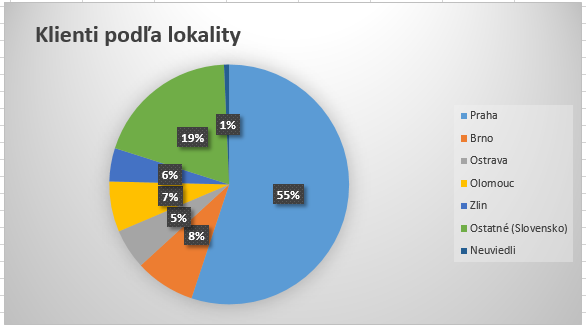 Klienti podľa lokality
1%
19%
6%
7%
5%
8%
55%
Praha
Brno
Ostrava
Olomouc
Zlin
Ostatné (Slovensko)
Neuviedli